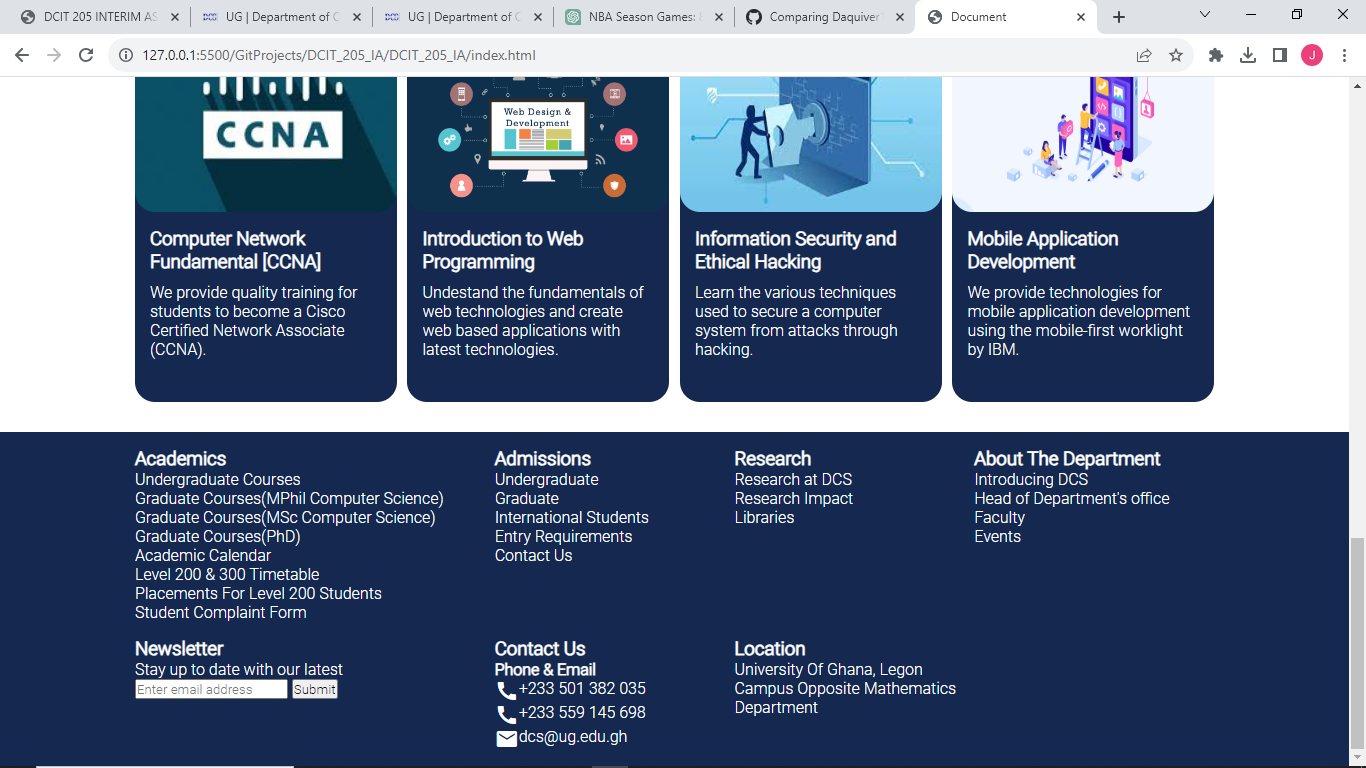 DCIT 205 INTERIM AS
UG | Department of C
UG | Department of C
NBA Season Games: 
Comparing Daquiver
Document
127.0.0.1:5500/GitProjects/DCIT_205_IA/DCIT_205_IA/index.html
J
CCNA
Web Design &
Development
Computer Network
Fundamental [CCNA]
We provide quality training for
students to become a Cisco
Certified Network Associate
(CCNA).
Introduction to Web
Programming
Undestand the fundamentals of
web technologies and create
web based applications with
latest technologies.
Information Security and
Ethical Hacking
Learn the various techniques
used to secure a computer
system from attacks through
hacking.
Mobile Application
Development
We provide technologies for
mobile application development
using the mobile-first worklight
by IBM.
Academics
Undergraduate Courses
Graduate Courses(MPhil Computer Science)
Graduate Courses(MSc Computer Science)
Graduate Courses(PhD)
Academic Calendar
Level 200 & 300 Timetable
Placements For Level 200 Students
Student Complaint Form
Admissions
Undergraduate
Graduate
International Students
Entry Requirements
Contact Us
Research
Research at DCS
Research Impact
Libraries
About The Department
Introducing DCS
Head of Department's office
Faculty
Events
Newsletter
Stay up to date with our latest
Enter email address
Submit
Contact Us
Phone & Email
+233 501 382 035
+233 559 145 698
dcs@ug.edu.gh
Location
University Of Ghana, Legon
Campus Opposite Mathematics
Department